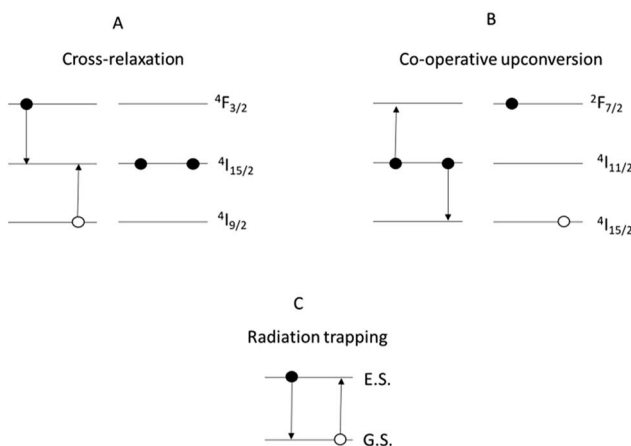 A
Cross-relaxation
⁴F₃/₂
⁴I₁₅/₂
⁴I₉/₂
B
Co-operative upconversion
²F₇/₂
⁴I₁₁/₂
⁴I₁₅/₂
C
Radiation trapping
E.S.
G.S.